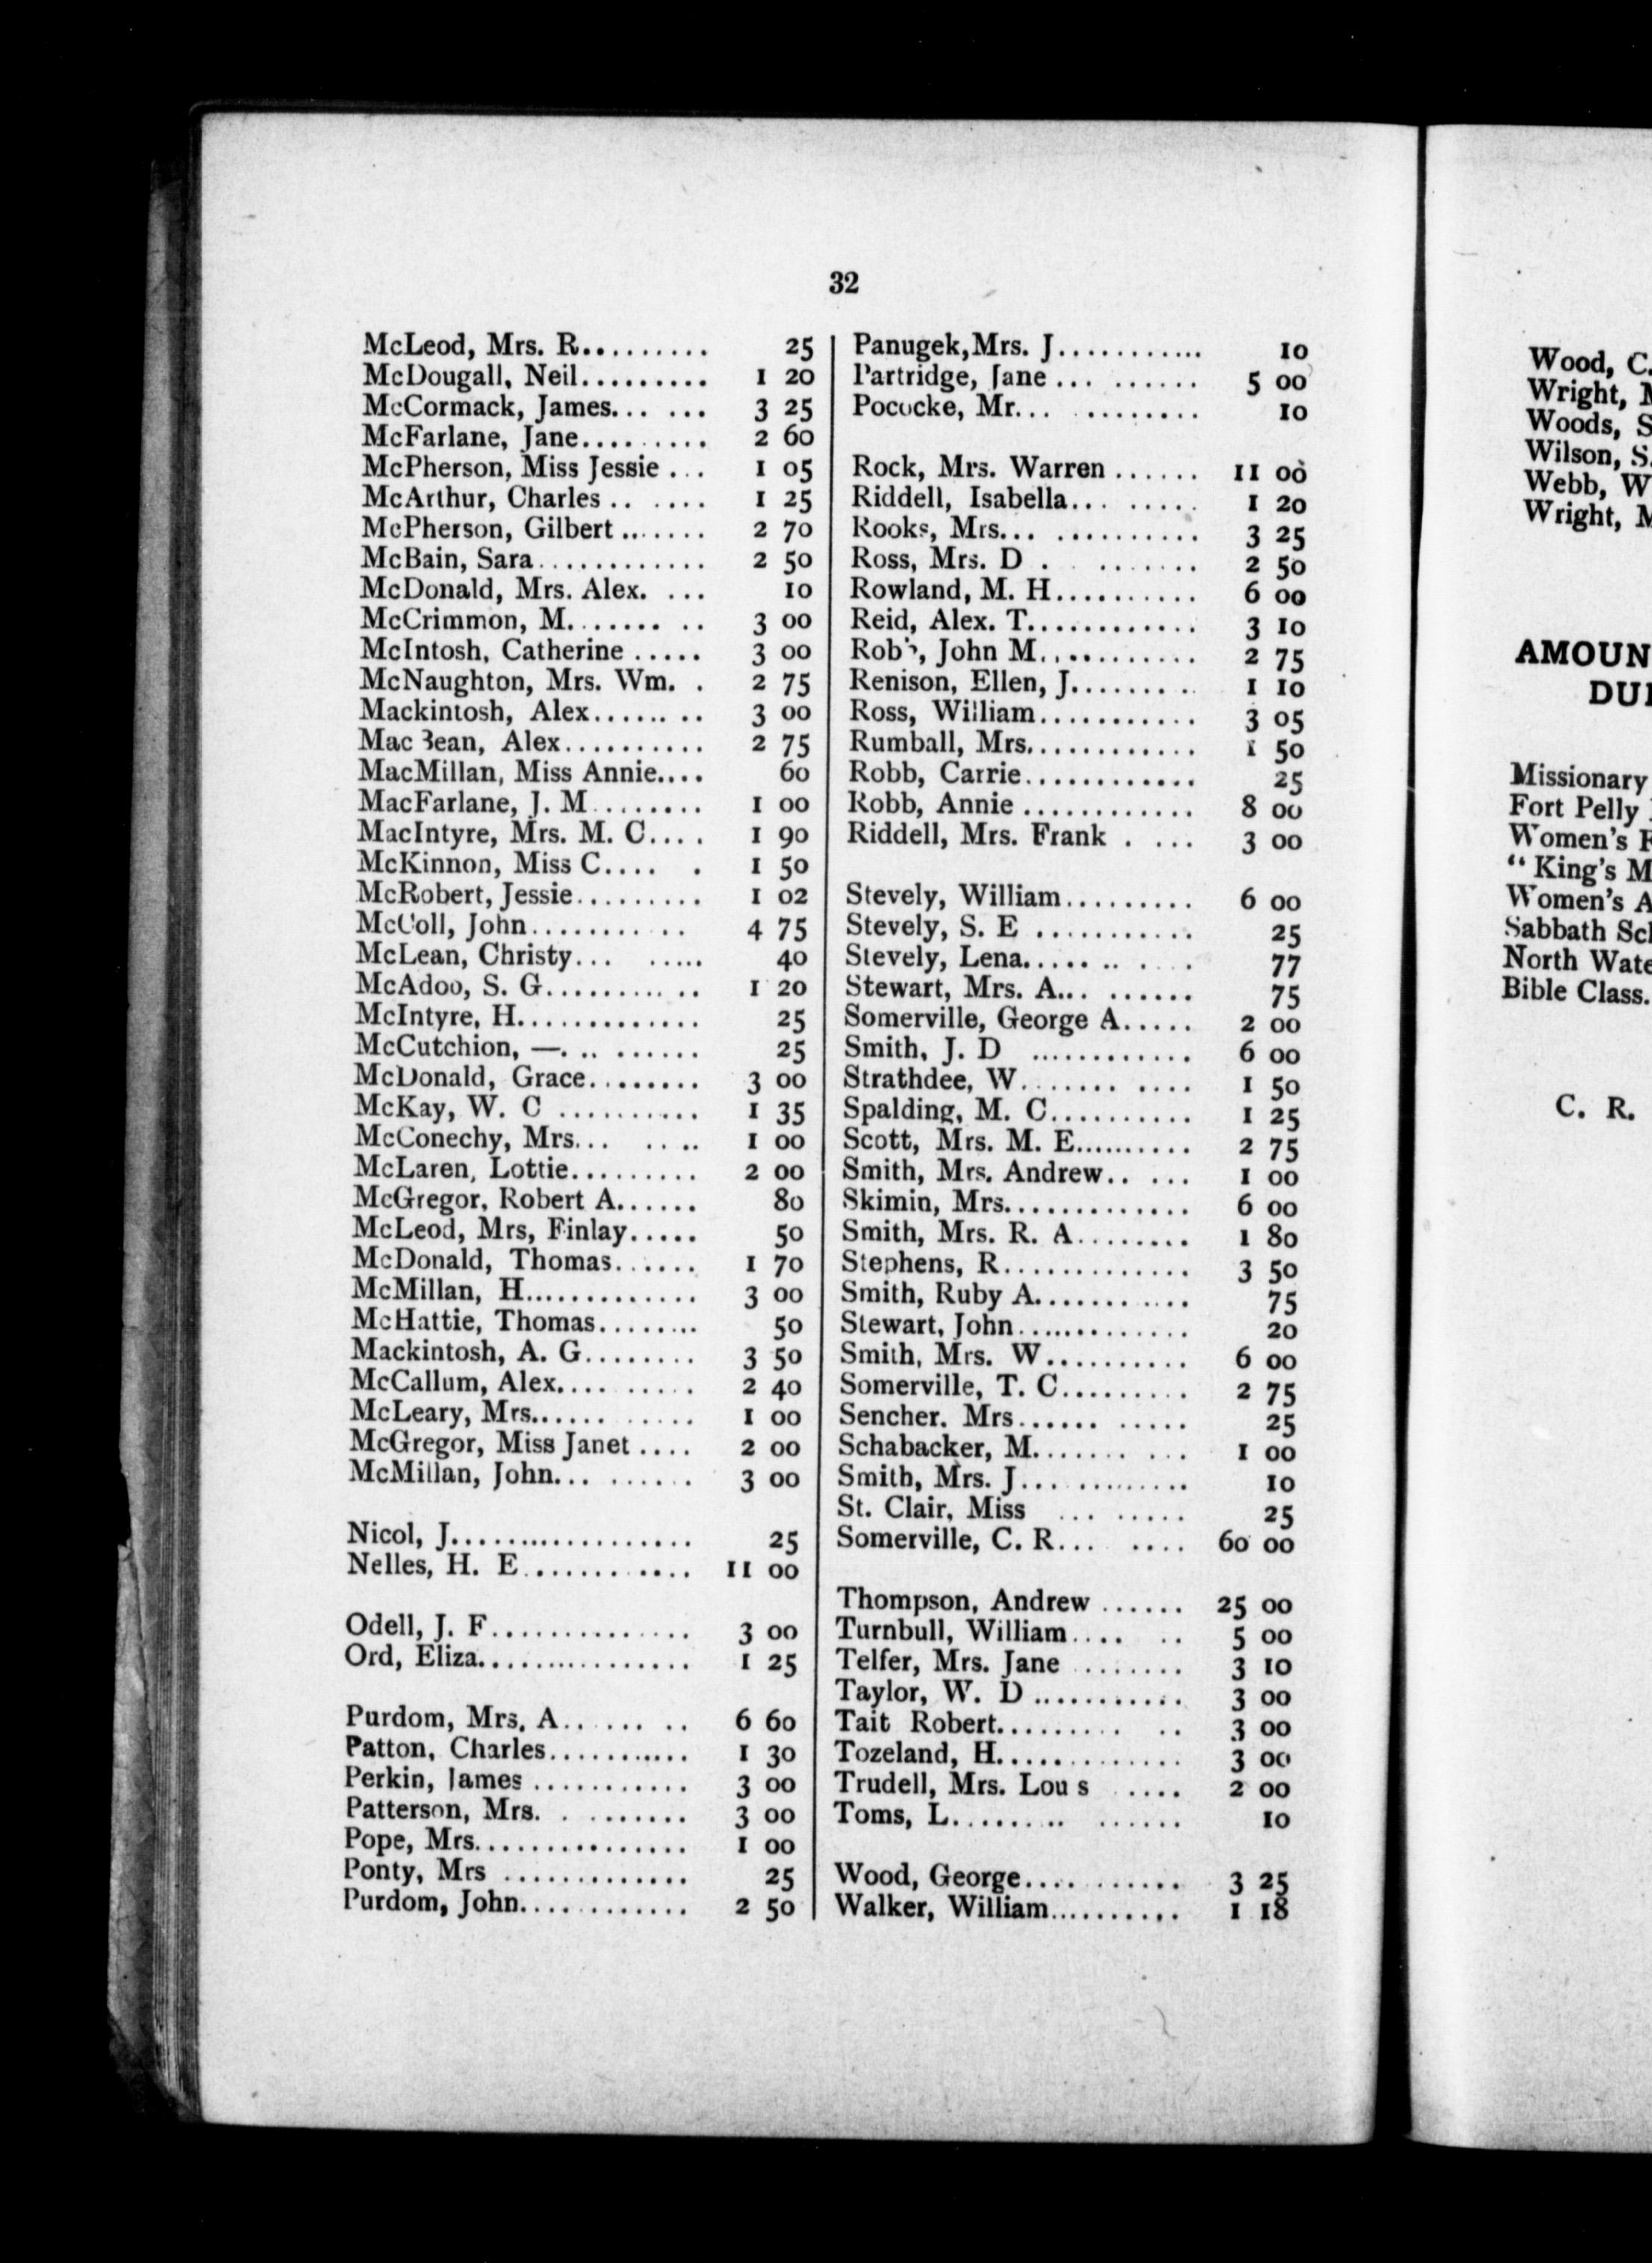 32
McLeod, Mrs. R......... 25
McDougall, Neil......... 1 20
McCormack, James... ... 3 25
McFarlane, Jane......... 2 60
McPherson, Miss Jessie ... 1 05
McArthur, Charles .. .... 1 25
McPherson, Gilbert ....... 2 70
McBain, Sara............ 2 50
McDonald, Mrs. Alex. ... 10
McCrimmon, M....... .. 3 00
McIntosh, Catherine ..... 3 00
McNaughton, Mrs. Wm. . 2 75
Mackintosh, Alex...... .. 3 00
Mac Bean, Alex.......... 2 75
MacMillan, Miss Annie.... 60
MacFarlane, J. M ........ 1 00
MacIntyre, Mrs. M. C.... 1 90
McKinnon, Miss C.... . 1 50
McRobert, Jessie......... 1 02
McColl, John........... 4 75
McLean, Christy... ..... 40
McAdoo, S. G......... .. 1 20
McIntyre, H............. 25
McCutchion, —. .. ...... 25
McDonald, Grace........ 3 00
McKay, W. C .......... 1 35
McConechy, Mrs... ..... 1 00
McLaren, Lottie......... 2 00
McGregor, Robert A...... 80
McLeod, Mrs, Finlay..... 50
McDonald, Thomas...... 1 70
McMillan, H............. 3 00
McHattie, Thomas........ 50
Mackintosh, A. G........ 3 50
McCallum, Alex.......... 2 40
McLeary, Mrs...... ..... 1 00
McGregor, Miss Janet .... 2 00
McMillan, John... ...... 3 00
Nicol, J.................. 25
Nelles, H. E ........... 11 00
Odell, J. F.............. 3 00
Ord, Eliza............... 1 25
Purdom, Mrs. A...... .. 6 60
Patton, Charles........... 1 30
Perkin, James ........... 3 00
Patterson, Mrs. . ........ 3 00
Pope, Mrs............... 1 00
Ponty, Mrs ............. 25
Purdom, John............ 2 50
Panugek,Mrs. J........... 10
Partridge, Jane ... ...... 5 00
Pococke, Mr... ........ 10
Rock, Mrs. Warren ...... 11 00
Riddell, Isabella... ..... 1 20
Rooks, Mrs... .......... 3 25
Ross, Mrs. D . ....... 2 50
Rowland, M. H.......... 6 00
Reid, Alex. T............ 3 10
Robb, John M........... 2 75
Renison, Ellen, J......... 1 10
Ross, William........... 3 05
Rumball, Mrs............ 1 50
Robb, Carrie............ 25
Robb, Annie ............ 8 00
Riddell, Mrs. Frank . ... 3 00
Stevely, William......... 6 00
Stevely, S. E ........... 25
Stevely, Lena...... .. ... 77
Stewart, Mrs. A... ...... 75
Somerville, George A..... 2 00
Smith, J. D ............ 6 00
Strathdee, W....... .... 1 50
Spalding, M. C.......... 1 25
Scott, Mrs. M. E.......... 2 75
Smith, Mrs. Andrew.. ... 1 00
Skimin, Mrs............. 6 00
Smith, Mrs. R. A........ 1 80
Stephens, R............. 3 50
Smith, Ruby A........... 75
Stewart, John............. 20
Smith, Mrs. W.......... 6 00
Somerville, T. C......... 2 75
Sencher. Mrs...... ..... 25
Schabacker, M....... ... 1 00
Smith, Mrs. J............ 10
St. Clair, Miss ... ..... 25
Somerville, C. R... .... 60 00
Thompson, Andrew ...... 25 00
Turnbull, William.... .. 5 00
Telfer, Mrs. Jane ........ 3 10
Taylor, W. D ........... 3 00
Tait Robert......... .. 3 00
Tozeland, H............. 3 00
Trudell, Mrs. Lou s .... 2 00
Toms, L......... ...... 10
Wood, George........... 3 25
Walker, William.......... 1 18
Wood, C.
Wright,
Woods, S
Wilson, S.
Webb, W
Wright, M
AMOUN
DU
Missionary
Fort Pelly
Women's
" King's M
Women's A
Sabbath Sc
North Wate
Bible Class.
C. R.